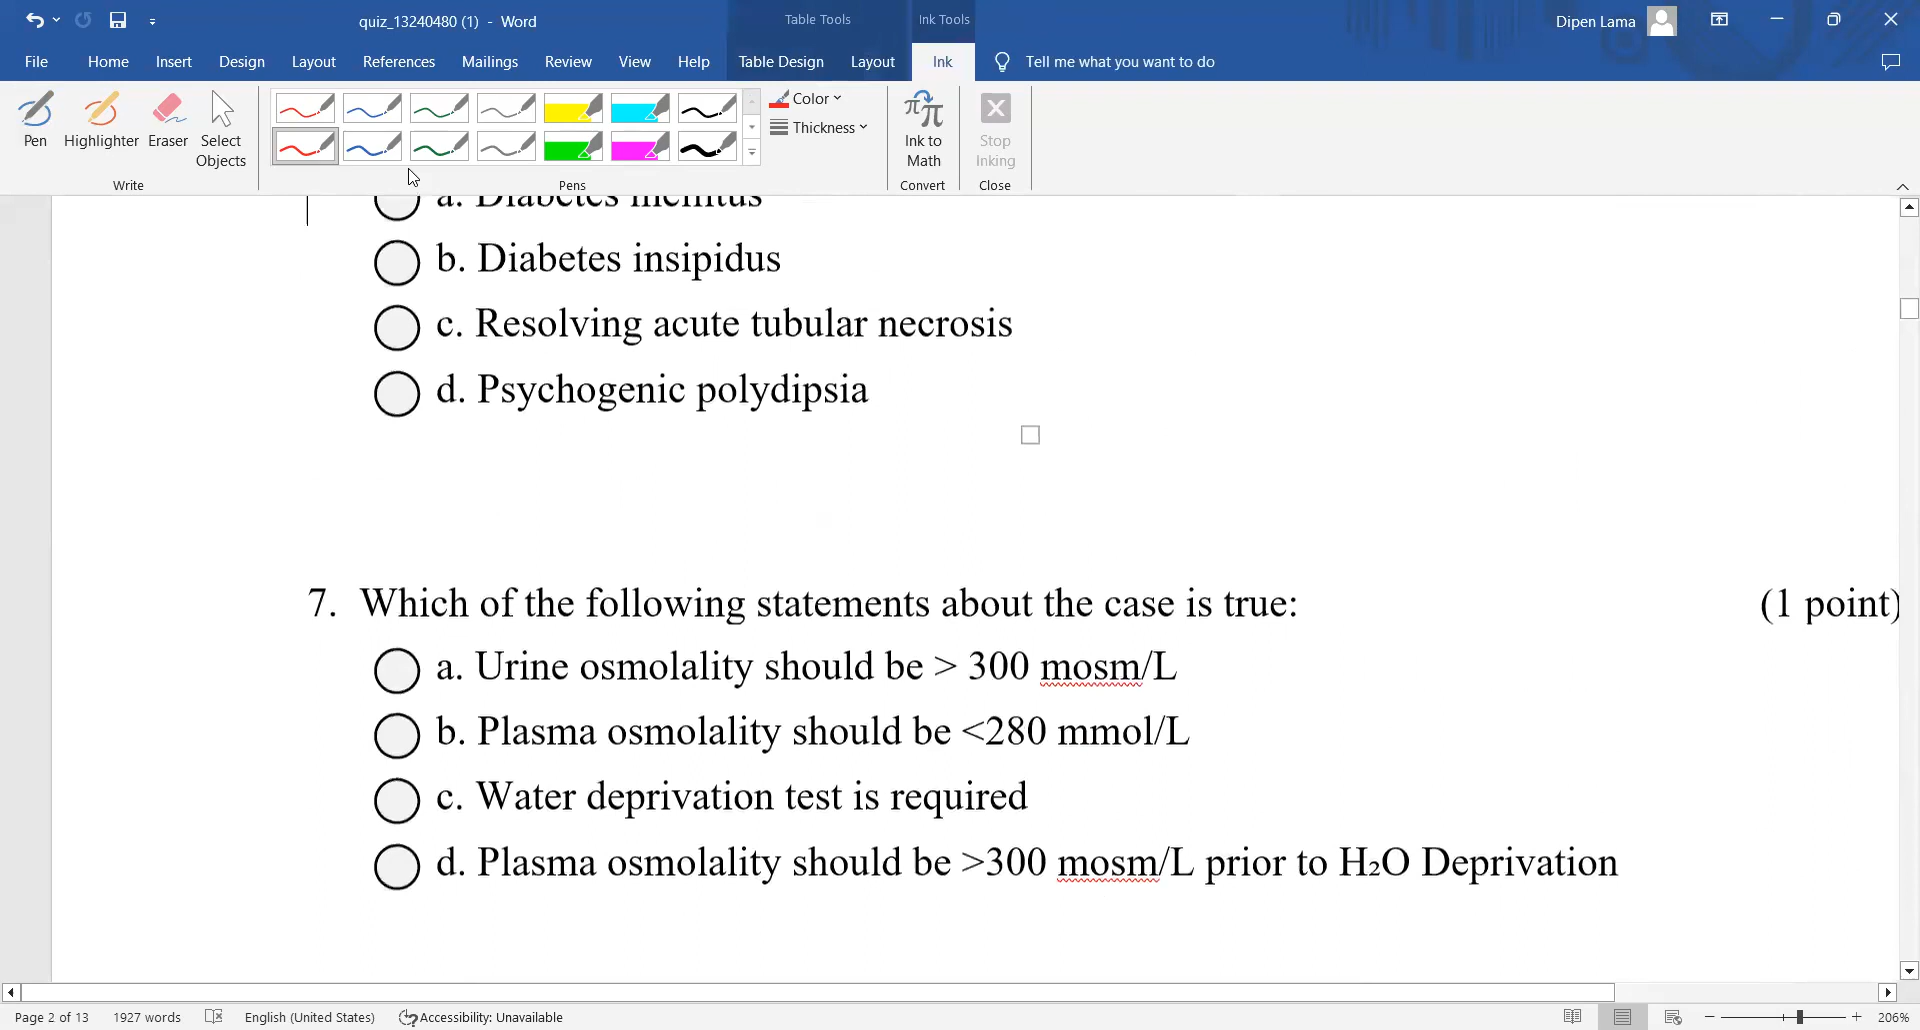 quiz_13240480 (1) - Word
Table Tools
Ink Tools
Dipen Lama
File Home Insert Design Layout References Mailings Review View Help Table Design Layout Ink Tell me what you want to do
Pen
Highlighter
Eraser
Select
Objects
Write
Pens
Color
Thickness
Ink to
Math
Convert
Stop
Inking
Close
a. Diabetes mellitus
b. Diabetes insipidus
c. Resolving acute tubular necrosis
d. Psychogenic polydipsia
7. Which of the following statements about the case is true: (1 point)
a. Urine osmolality should be > 300 mosm/L
b. Plasma osmolality should be <280 mmol/L
c. Water deprivation test is required
d. Plasma osmolality should be >300 mosm/L prior to H₂O Deprivation
Page 2 of 13 1927 words English (United States) Accessibility: Unavailable 206%